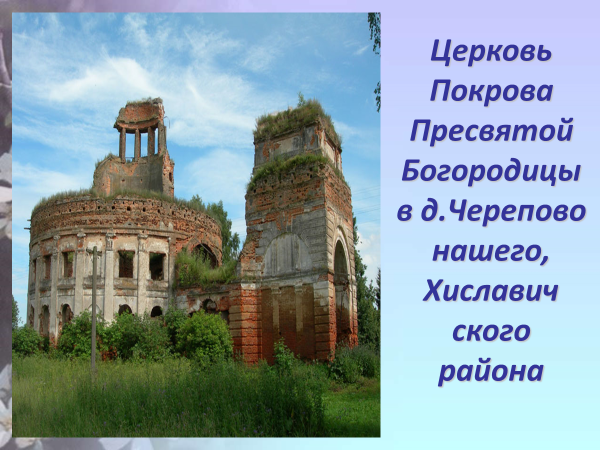 Церковь
Покрова
Пресвятой
Богородицы
в д.Черепово
нашего,
Хиславич
ского
района